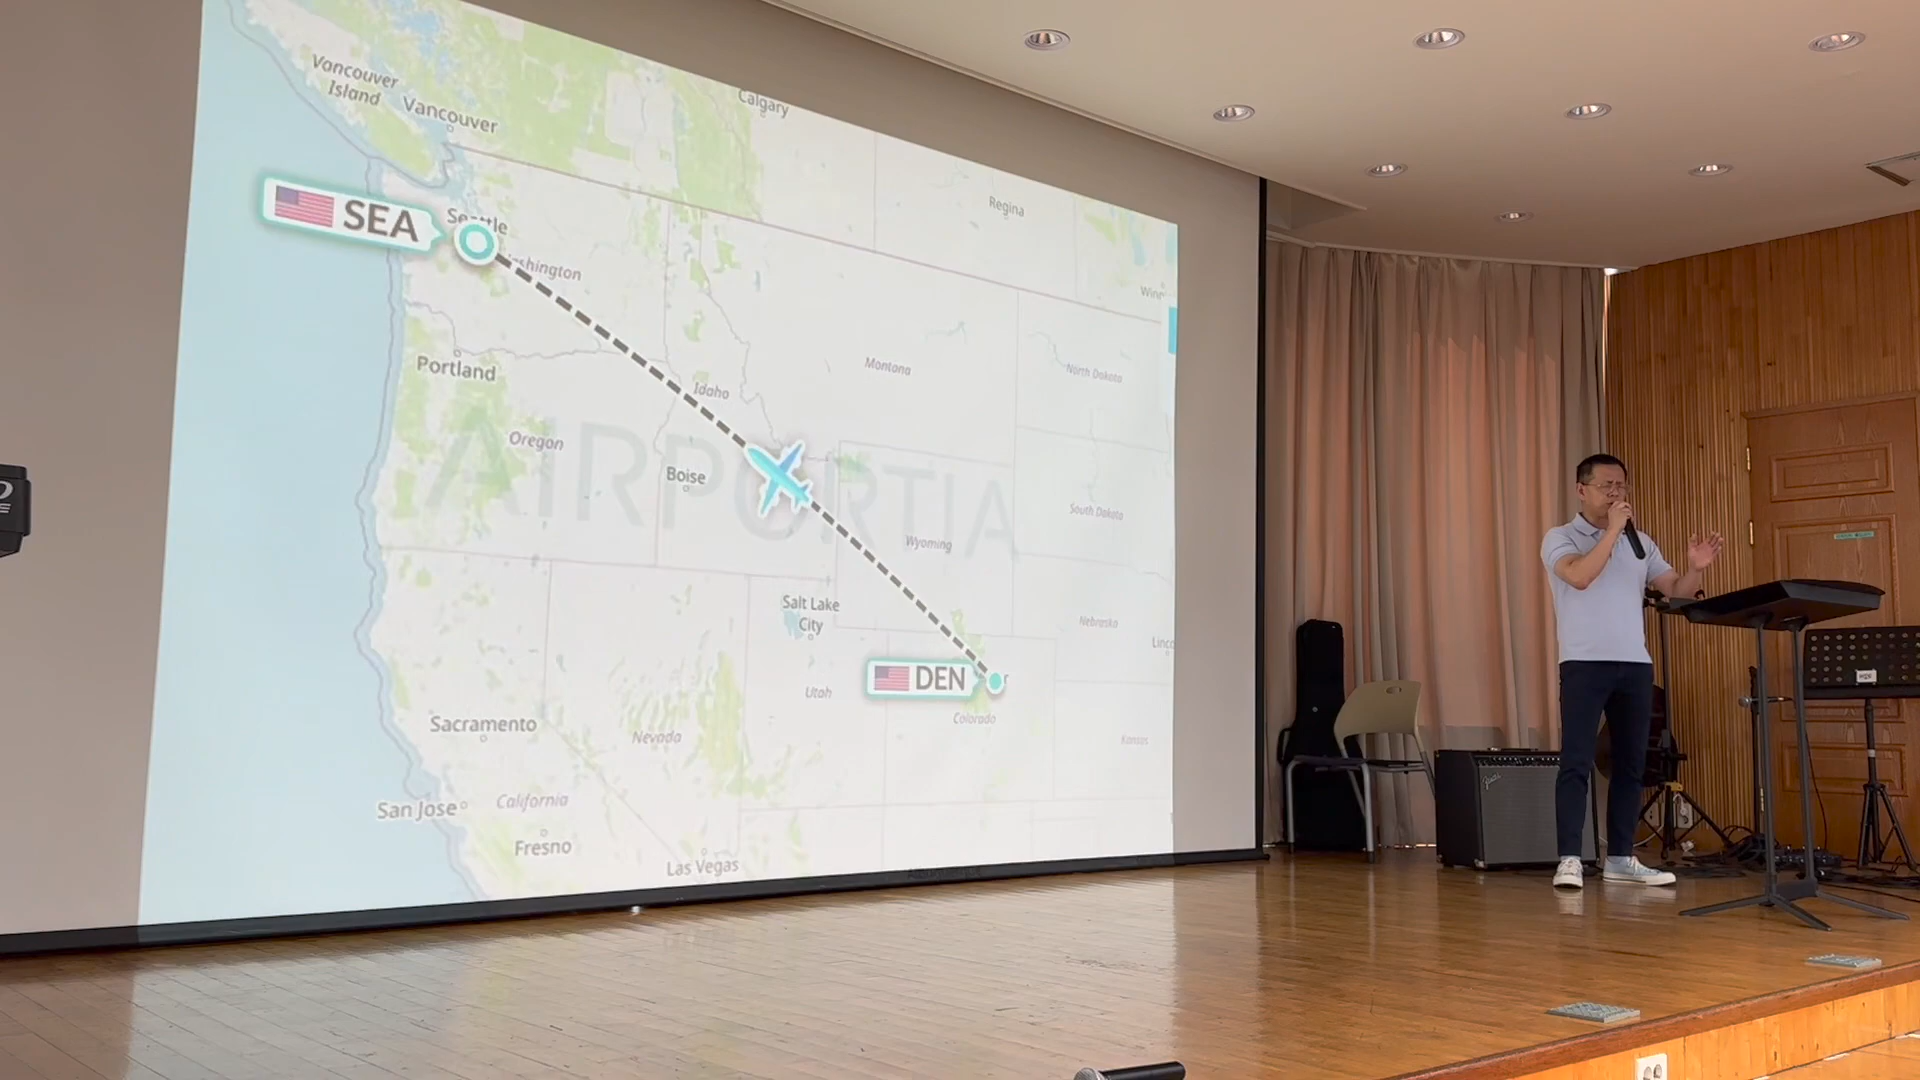 Vancouver
Island
Vancouver
Calgary
Regina
SEA
Seattle
Washington
Portland
Montana
North Dakota
Idaho
Oregon
AIRPORTIA
Boise
South Dakota
Wyoming
Salt Lake
City
Nebraska
DEN
Utah
Colorado
Sacramento
Nevada
Kansas
San Jose
California
Fresno
Las Vegas
Fender